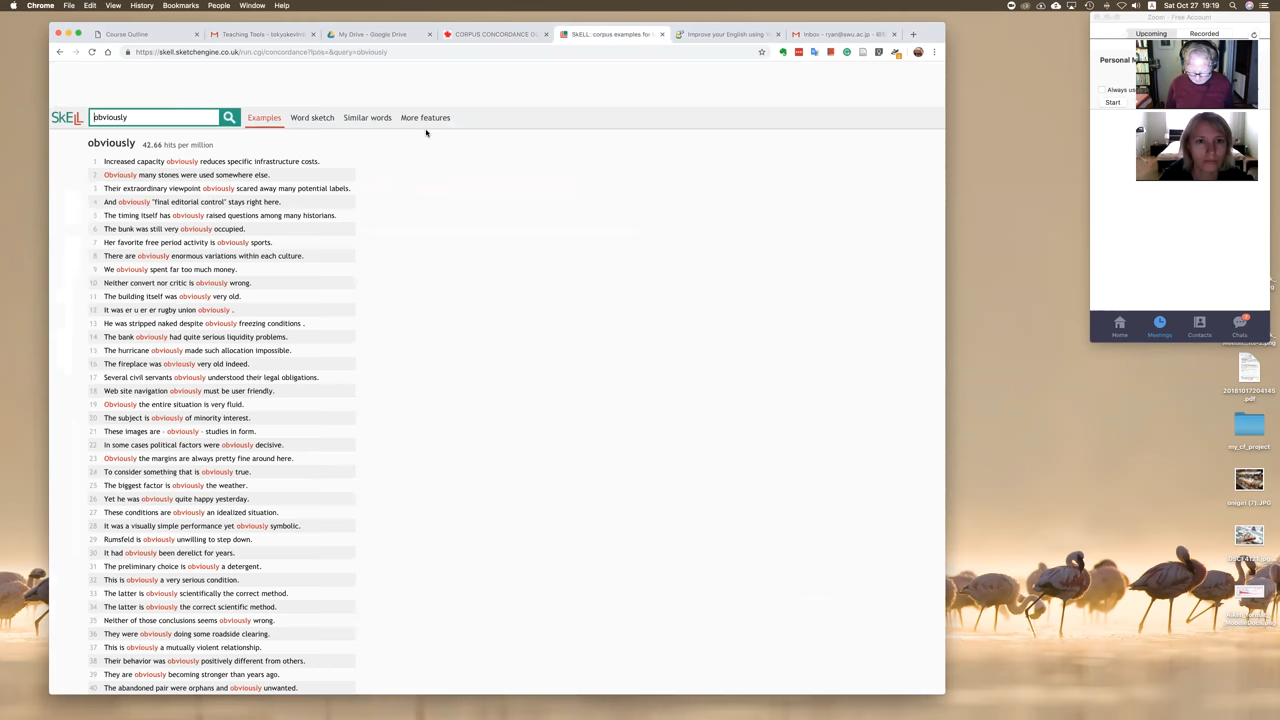 Chrome File Edit View History Bookmarks People Window Help
Sat Oct 27 19:19
Course Outline
Teaching Tools - tokyokevin
My Drive - Google Drive
CORPUS CONCORDANCE
SkELL: corpus examples for
Improve your English using
Inbox - ryan@swu.ac.jp
https://skell.sketchengine.co.uk/run.cgi/concordance?lpos=&query=obviously
SkELL
obviously
Examples Word sketch Similar words More features
obviously 42.66 hits per million
1 Increased capacity obviously reduces specific infrastructure costs.
2 Obviously many stones were used somewhere else.
3 Their extraordinary viewpoint obviously scared away many potential labels.
4 And obviously "final editorial control" stays right here.
5 The timing itself has obviously raised questions among many historians.
6 The bunk was still very obviously occupied.
7 Her favorite free period activity is obviously sports.
8 There are obviously enormous variations within each culture.
9 We obviously spent far too much money.
10 Neither convert nor critic is obviously wrong.
11 The building itself was obviously very old.
12 It was er u er er rugby union obviously .
13 He was stripped naked despite obviously freezing conditions .
14 The bank obviously had quite serious liquidity problems.
15 The hurricane obviously made such allocation impossible.
16 The fireplace was obviously very old indeed.
17 Several civil servants obviously understood their legal obligations.
18 Web site navigation obviously must be user friendly.
19 Obviously the entire situation is very fluid.
20 The subject is obviously of minority interest.
21 These images are - obviously - studies in form.
22 In some cases political factors were obviously decisive.
23 Obviously the margins are always pretty fine around here.
24 To consider something that is obviously true.
25 The biggest factor is obviously the weather.
26 Yet he was obviously quite happy yesterday.
27 These conditions are obviously an idealized situation.
28 It was a visually simple performance yet obviously symbolic.
29 Rumsfeld is obviously unwilling to step down.
30 It had obviously been derelict for years.
31 The preliminary choice is obviously a detergent.
32 This is obviously a very serious condition.
33 The latter is obviously scientifically the correct method.
34 The latter is obviously the correct scientific method.
35 Neither of those conclusions seems obviously wrong.
36 They were obviously doing some roadside clearing.
37 This is obviously a mutually violent relationship.
38 Their behavior was obviously positively different from others.
39 They are obviously becoming stronger than years ago.
40 The abandoned pair were orphans and obviously unwanted.
Zoom - Free Account
Upcoming Recorded
Personal M
Always us
Start
Home Meetings Contacts Chats
20181017204145
.pdf
my_cf_project
onigiri (7).JPG